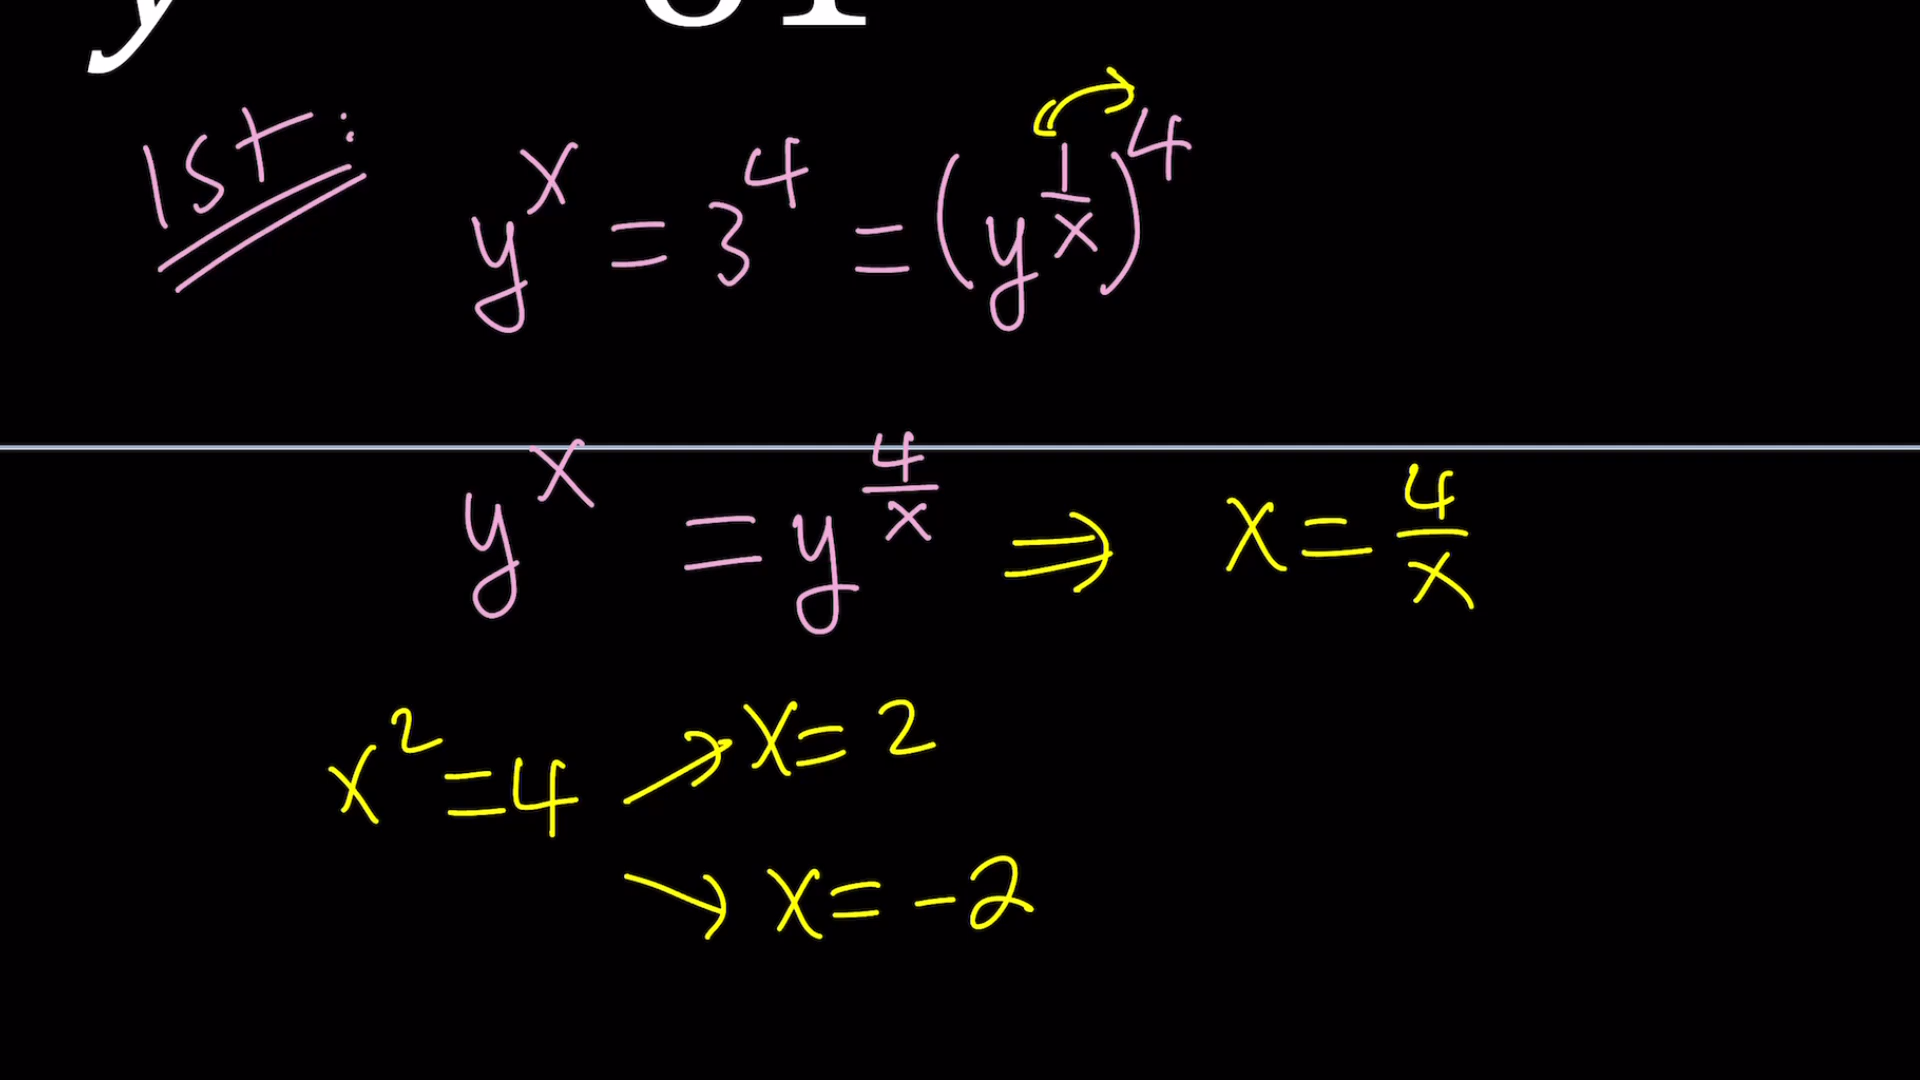 1st: y^x = 3^4 = (y^{1/x})^4
y^x = y^{4/x} ⇒ x = 4/x
x^2 = 4 → x = 2
→ x = -2